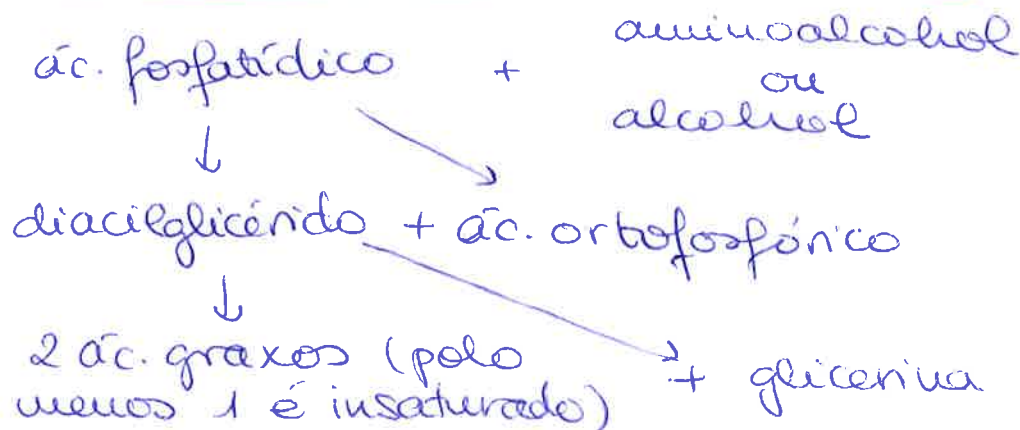 ác. fosfatídico + aminoalcohol
ou
alcohol
↓
diacilglicérido + ác. ortofosfórico
↓
2 ác. graxos (polo + glicerina
menos 1 é insaturado)